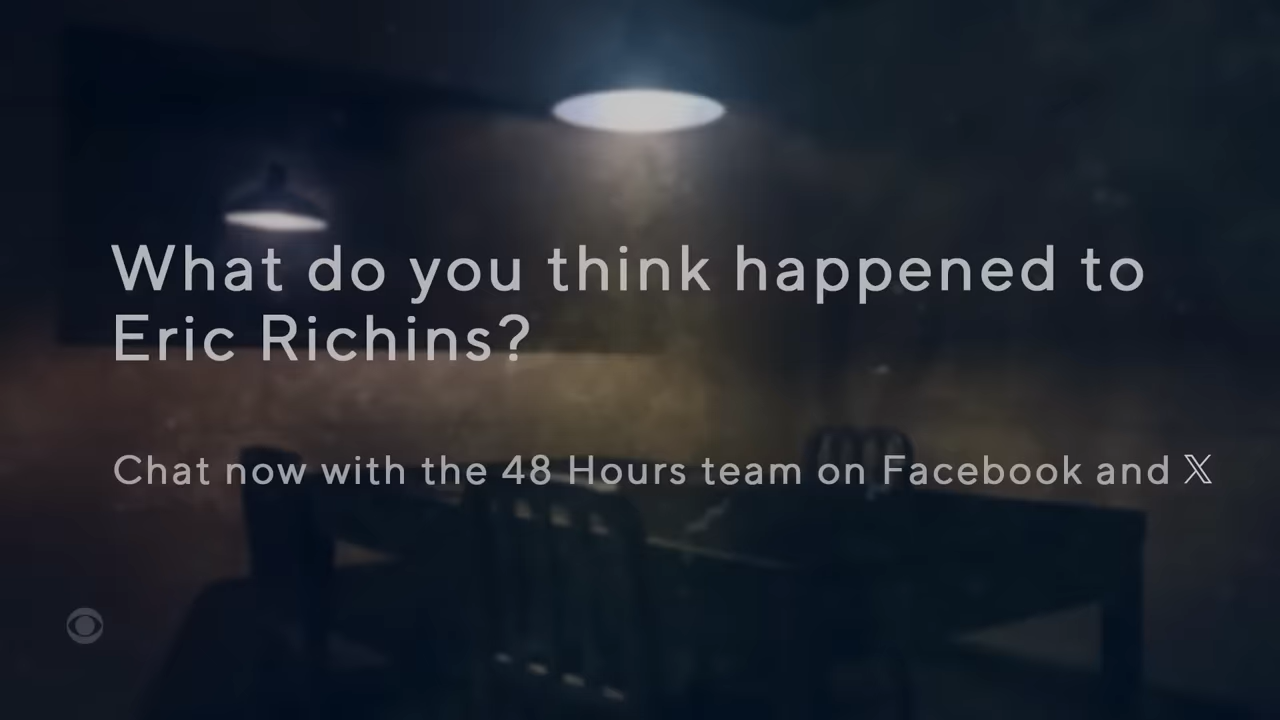 What do you think happened to
Eric Richins?
Chat now with the 48 Hours team on Facebook and 𝕏